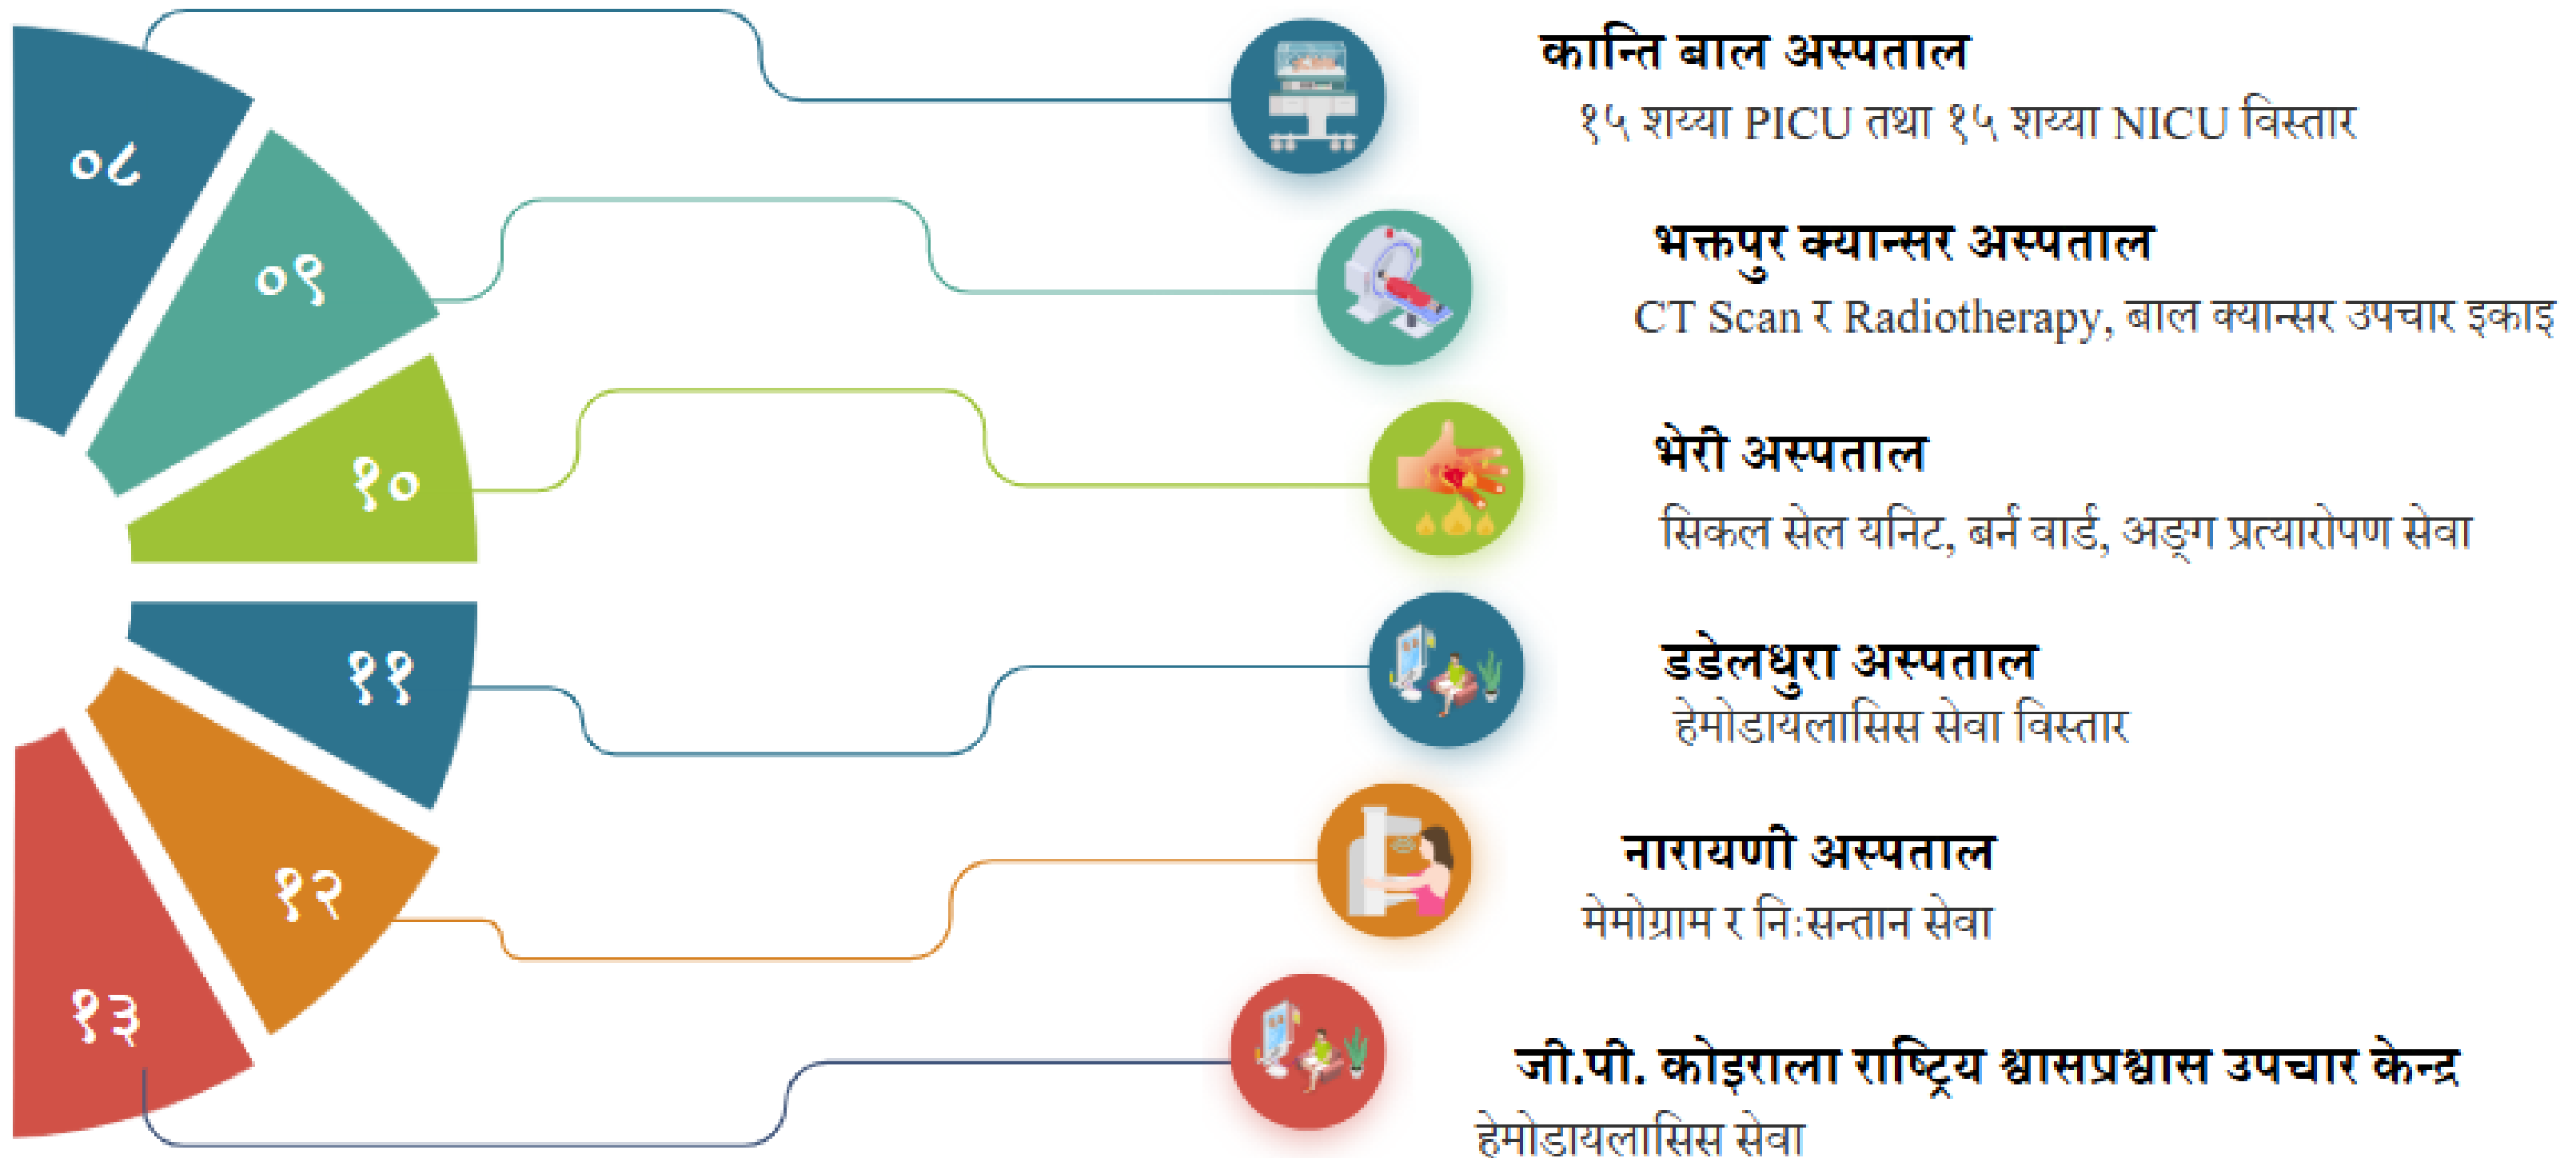 ०८
कान्ति बाल अस्पताल
१५ शय्या PICU तथा १५ शय्या NICU विस्तार
०९
भक्तपुर क्यान्सर अस्पताल
CT Scan र Radiotherapy, बाल क्यान्सर उपचार इकाइ
१०
भेरी अस्पताल
सिकल सेल यनिट, बर्न वार्ड, अङ्ग प्रत्यारोपण सेवा
११
डडेलधुरा अस्पताल
हेमोडायलासिस सेवा विस्तार
१२
नारायणी अस्पताल
मेमोग्राम र निःसन्तान सेवा
१३
जी.पी. कोइराला राष्ट्रिय श्वासप्रश्वास उपचार केन्द्र
हेमोडायलासिस सेवा